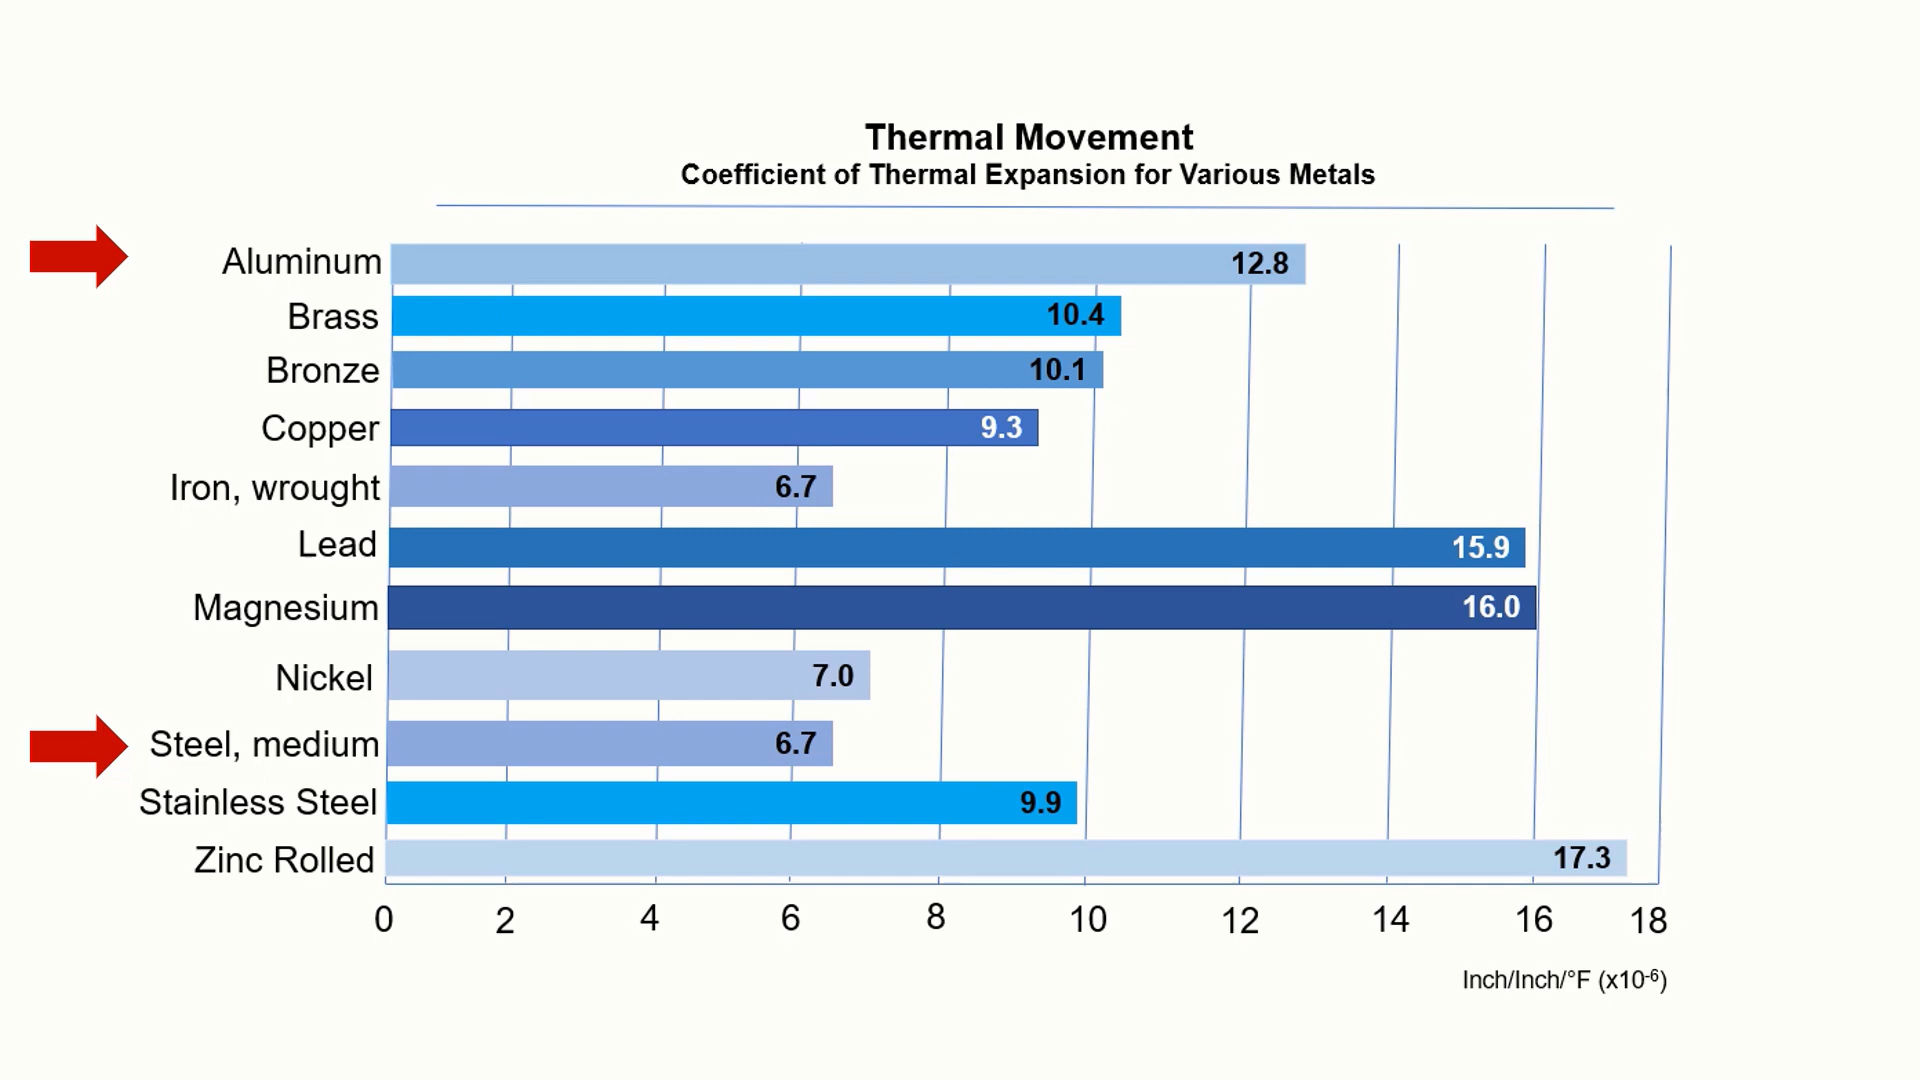 Thermal Movement
Coefficient of Thermal Expansion for Various Metals
Aluminum 12.8
Brass 10.4
Bronze 10.1
Copper 9.3
Iron, wrought 6.7
Lead 15.9
Magnesium 16.0
Nickel 7.0
Steel, medium 6.7
Stainless Steel 9.9
Zinc Rolled 17.3
0 2 4 6 8 10 12 14 16 18
Inch/Inch/°F (x10⁻⁶)